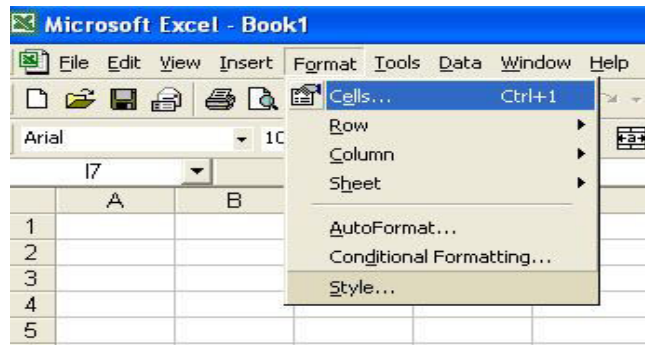 Microsoft Excel - Book1
File Edit View Insert Format Tools Data Window Help
Cells... Ctrl+1
Arial 10
Row
Column
I7
Sheet
A B
1
AutoFormat...
2
Conditional Formatting...
3
Style...
4
5